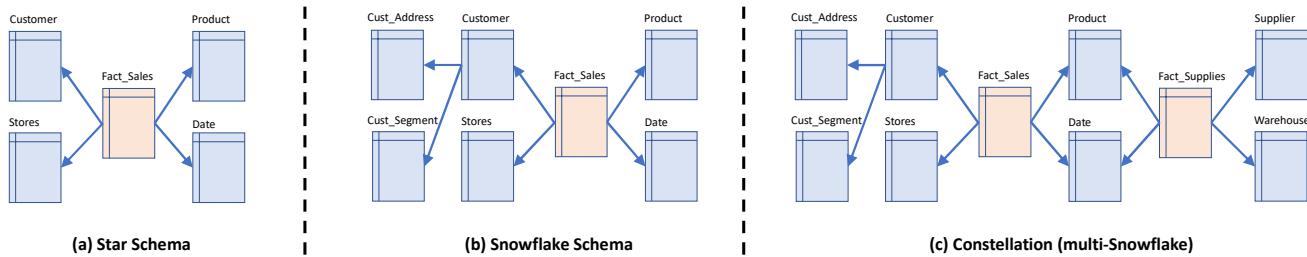 Customer
Product
Fact_Sales
Stores
Date
(a) Star Schema
Cust_Address
Customer
Product
Fact_Sales
Cust_Segment
Stores
Date
(b) Snowflake Schema
Cust_Address
Customer
Product
Supplier
Fact_Sales
Fact_Supplies
Cust_Segment
Stores
Date
Warehouse
(c) Constellation (multi-Snowflake)